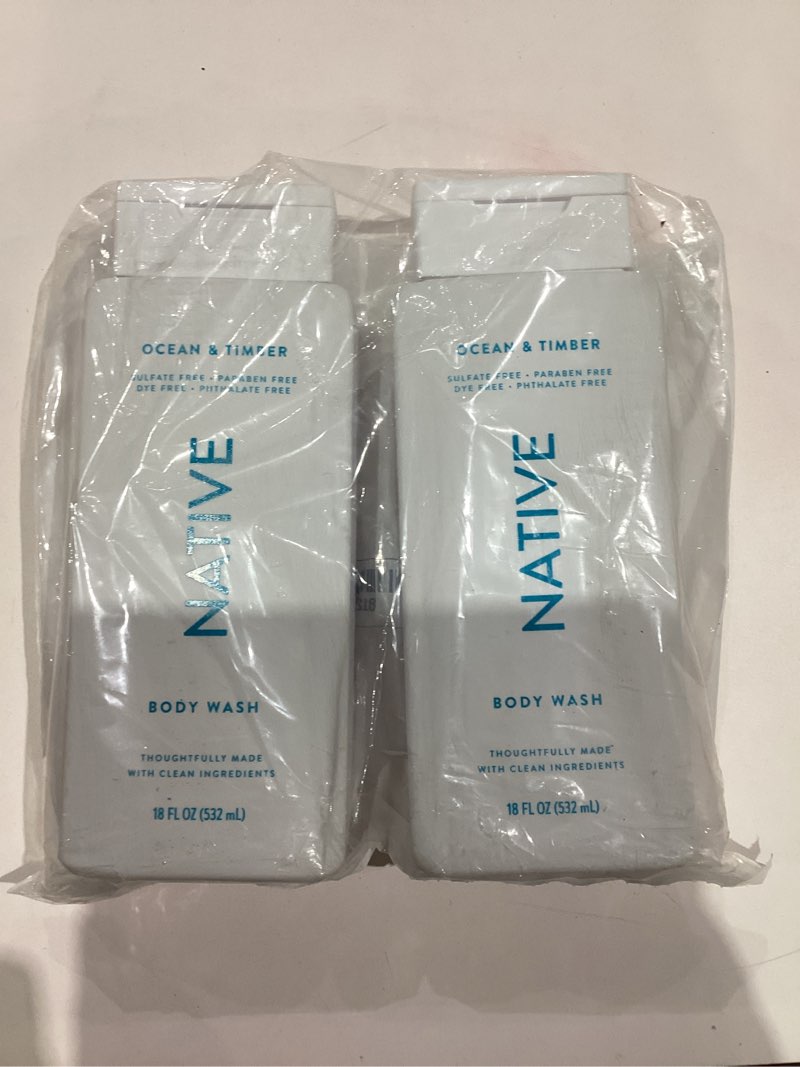 OCEAN & TIMBER
SULFATE FREE • PARABEN FREE
DYE FREE • PHTHALATE FREE
NATIVE
BODY WASH
THOUGHTFULLY MADE
WITH CLEAN INGREDIENTS
18 FL OZ (532 mL)
OCEAN & TIMBER
SULFATE FREE • PARABEN FREE
DYE FREE • PHTHALATE FREE
NATIVE
BODY WASH
THOUGHTFULLY MADE
WITH CLEAN INGREDIENTS
18 FL OZ (532 mL)